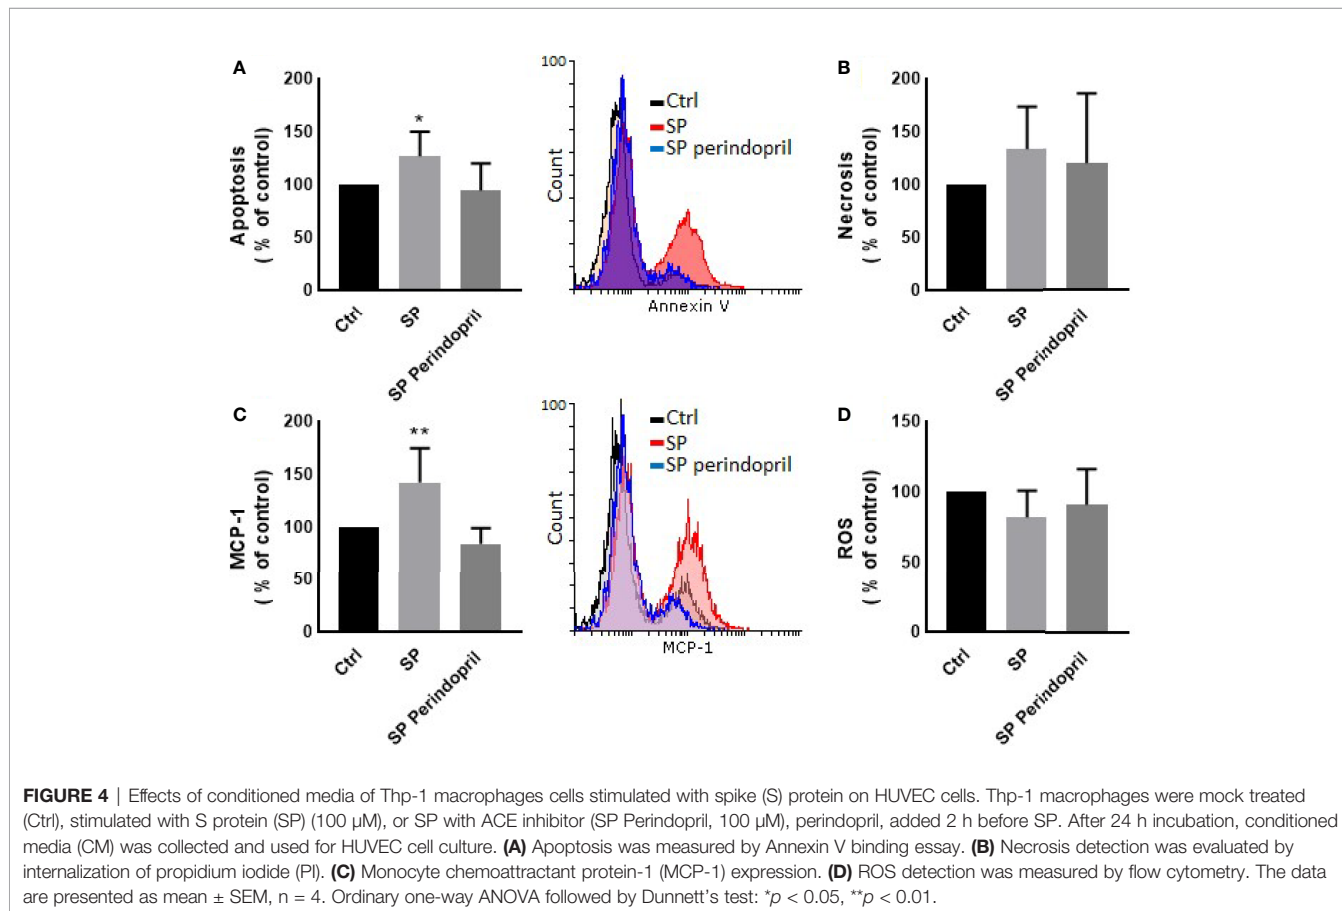 A
200
150
100
50
0
Apoptosis
( % of control)
*
Ctrl
SP
SP Perindopril
100
Count
Ctrl
SP
SP perindopril
Annexin V
B
200
150
100
50
0
Necrosis
( % of control)
Ctrl
SP
SP Perindopril
C
200
150
100
50
0
MCP-1
( % of control)
**
Ctrl
SP
SP Perindopril
100
Count
Ctrl
SP
SP perindopril
MCP-1
D
150
100
50
0
ROS
( % of control)
Ctrl
SP
SP Perindopril
FIGURE 4 | Effects of conditioned media of Thp-1 macrophages cells stimulated with spike (S) protein on HUVEC cells. Thp-1 macrophages were mock treated
(Ctrl), stimulated with S protein (SP) (100 µM), or SP with ACE inhibitor (SP Perindopril, 100 µM), perindopril, added 2 h before SP. After 24 h incubation, conditioned
media (CM) was collected and used for HUVEC cell culture. (A) Apoptosis was measured by Annexin V binding essay. (B) Necrosis detection was evaluated by
internalization of propidium iodide (PI). (C) Monocyte chemoattractant protein-1 (MCP-1) expression. (D) ROS detection was measured by flow cytometry. The data
are presented as mean ± SEM, n = 4. Ordinary one-way ANOVA followed by Dunnett’s test: *p < 0.05, **p < 0.01.